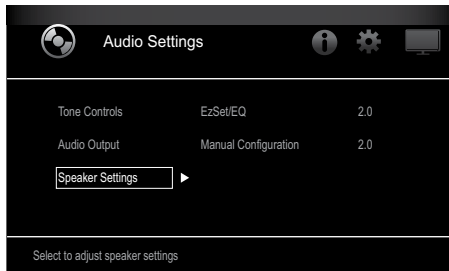 Audio Settings
Tone Controls EzSet/EQ 2.0
Audio Output Manual Configuration 2.0
Speaker Settings
Select to adjust speaker settings